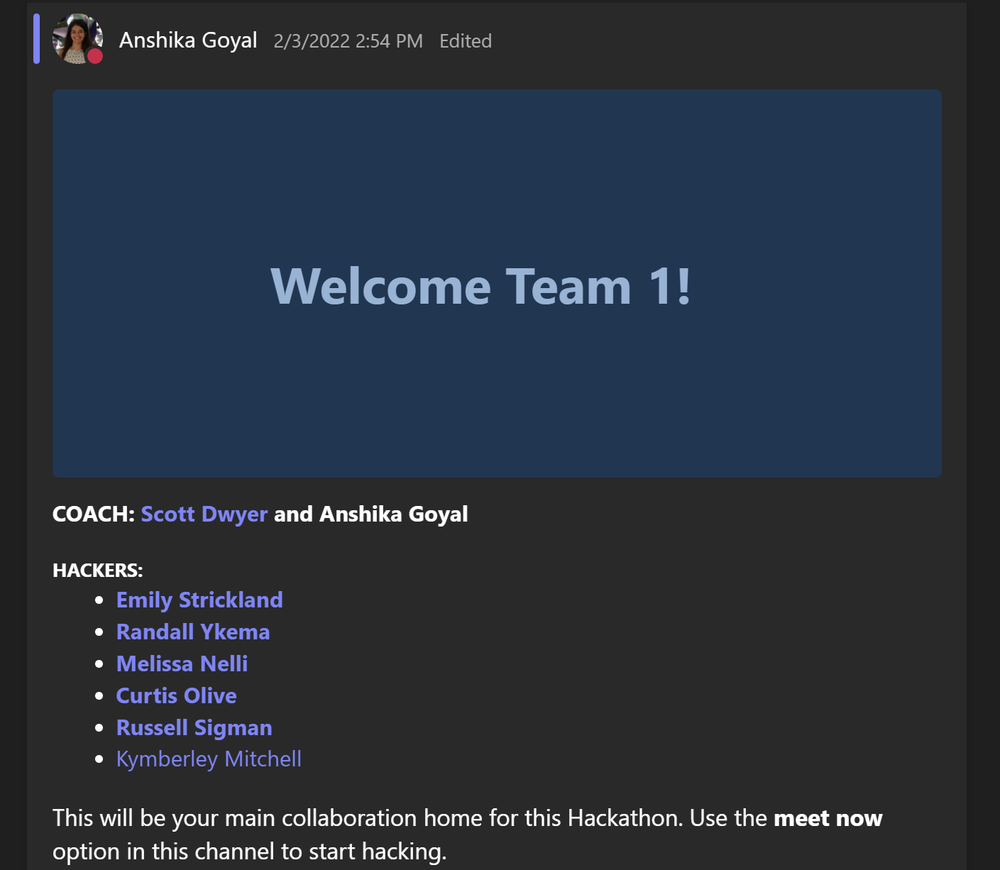 Anshika Goyal 2/3/2022 2:54 PM Edited
Welcome Team 1!
COACH: Scott Dwyer and Anshika Goyal
HACKERS:
Emily Strickland
Randall Ykema
Melissa Nelli
Curtis Olive
Russell Sigman
Kymberley Mitchell
This will be your main collaboration home for this Hackathon. Use the meet now
option in this channel to start hacking.